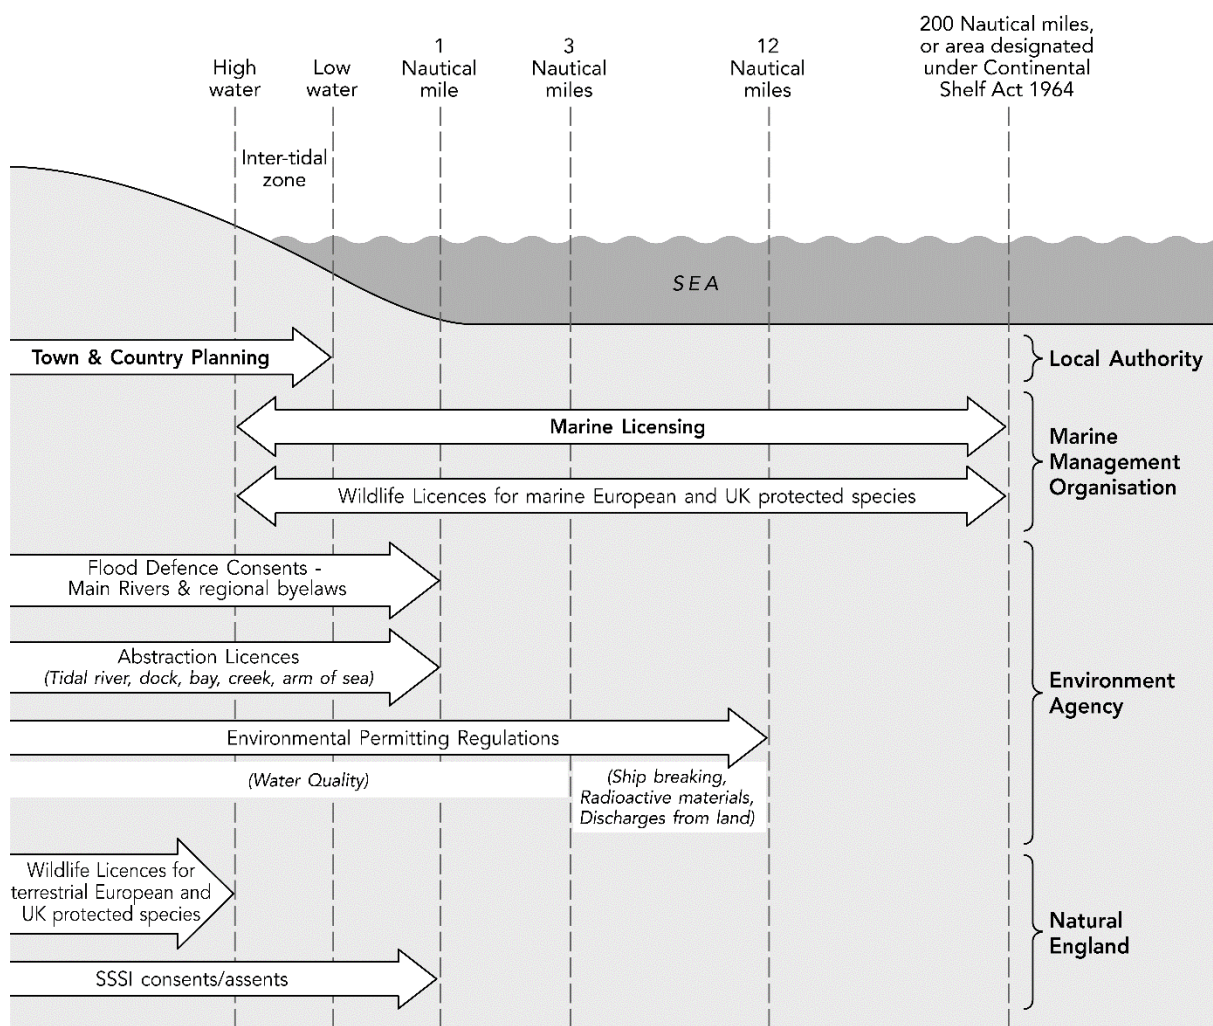 High
water
Low
water
1
Nautical
mile
3
Nautical
miles
12
Nautical
miles
200 Nautical miles,
or area designated
under Continental
Shelf Act 1964
Inter-tidal
zone
SEA
Town & Country Planning
Local Authority
Marine Licensing
Wildlife Licences for marine European and UK protected species
Marine
Management
Organisation
Flood Defence Consents -
Main Rivers & regional byelaws
Abstraction Licences
(Tidal river, dock, bay, creek, arm of sea)
Environmental Permitting Regulations
(Water Quality)
(Ship breaking,
Radioactive materials,
Discharges from land)
Environment
Agency
Wildlife Licences for
terrestrial European and
UK protected species
SSSI consents/assents
Natural
England